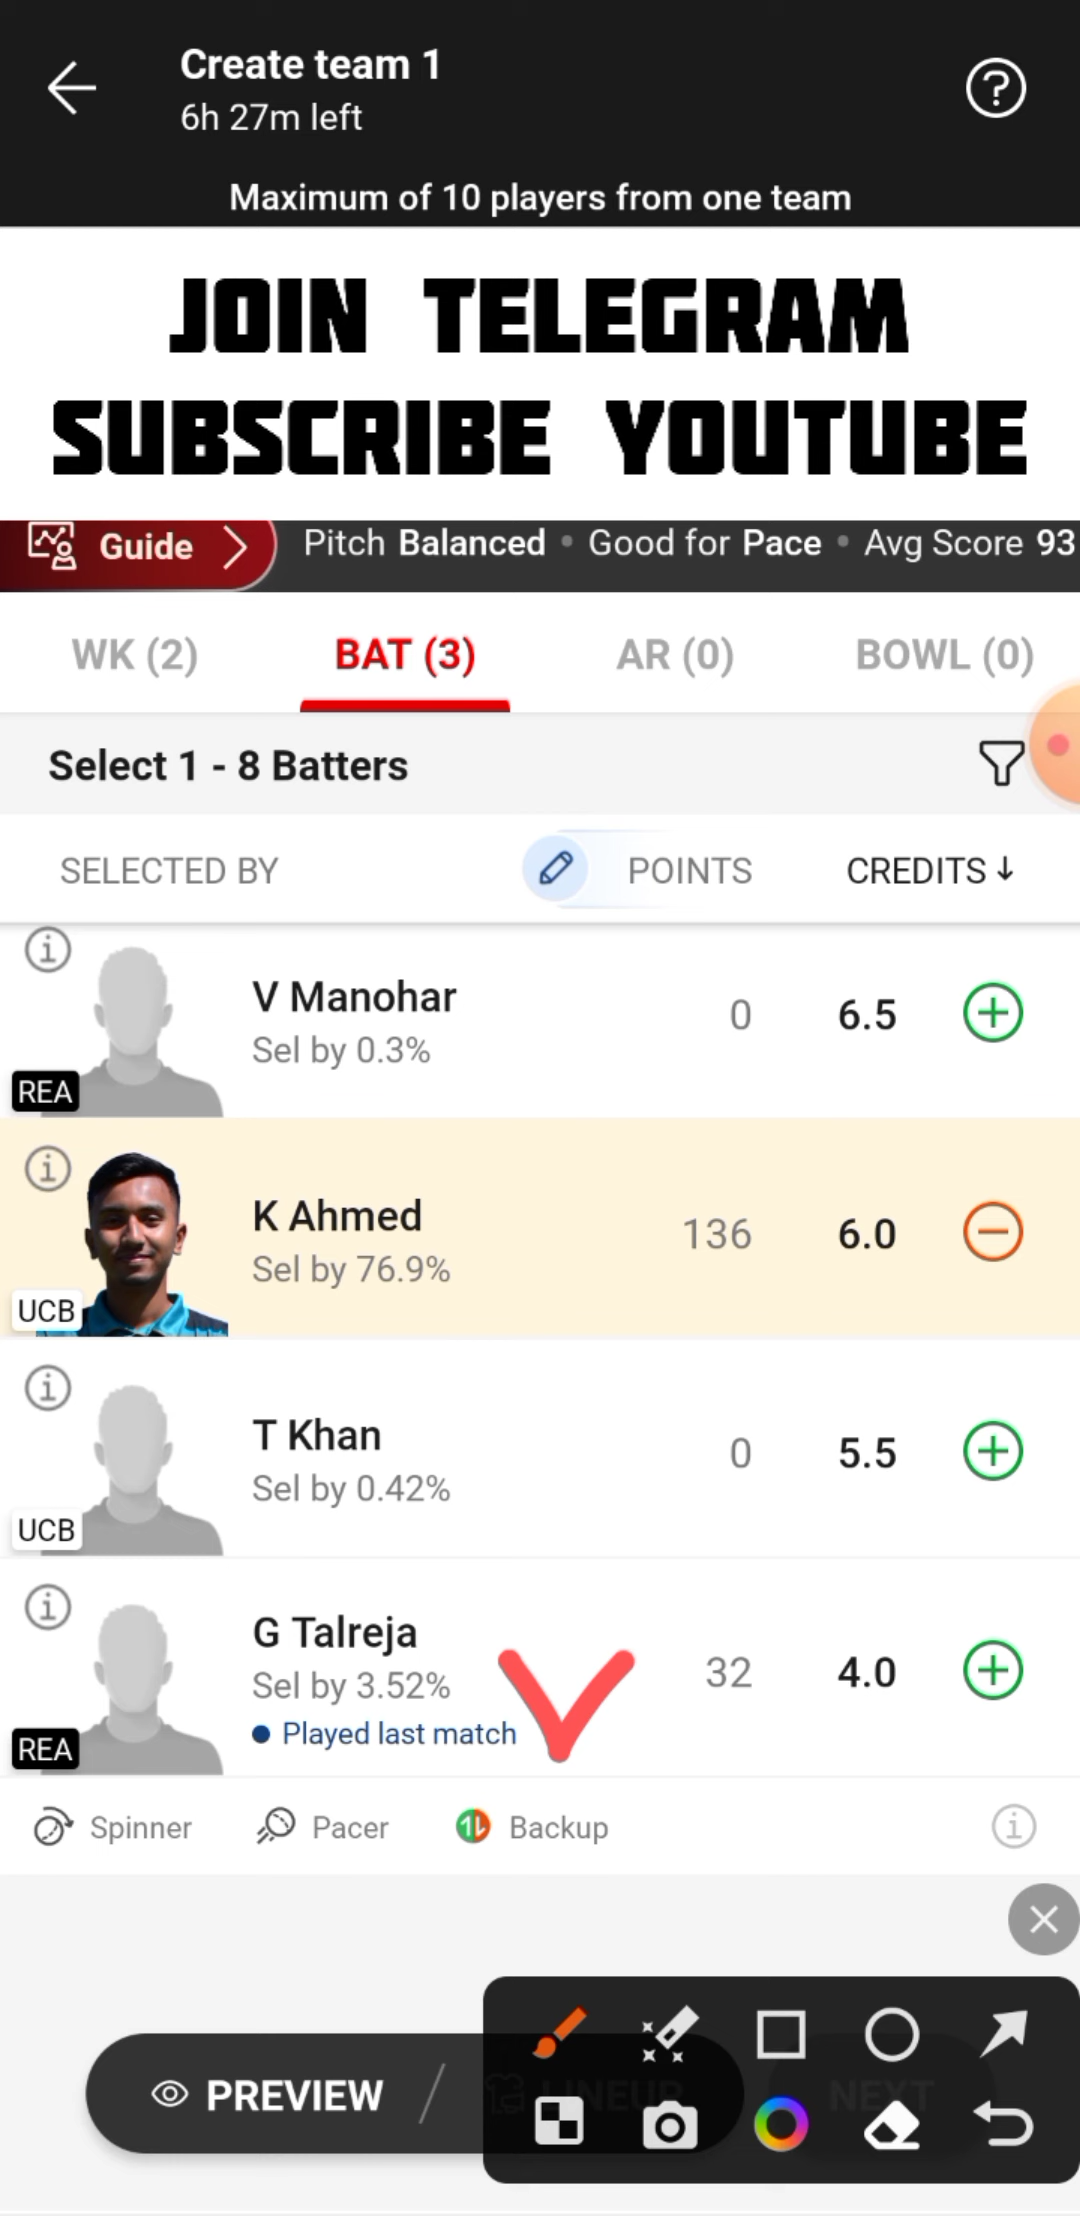 Create team 1
6h 27m left
Maximum of 10 players from one team
JOIN TELEGRAM
SUBSCRIBE YOUTUBE
Guide Pitch Balanced • Good for Pace • Avg Score 93
WK (2) BAT (3) AR (0) BOWL (0)
Select 1 - 8 Batters
SELECTED BY POINTS CREDITS ↓
V Manohar 0 6.5
Sel by 0.3%
REA
K Ahmed 136 6.0
Sel by 76.9%
UCB
T Khan 0 5.5
Sel by 0.42%
UCB
G Talreja 32 4.0
Sel by 3.52%
• Played last match
REA
Spinner Pacer Backup
PREVIEW / LINEUP NEXT